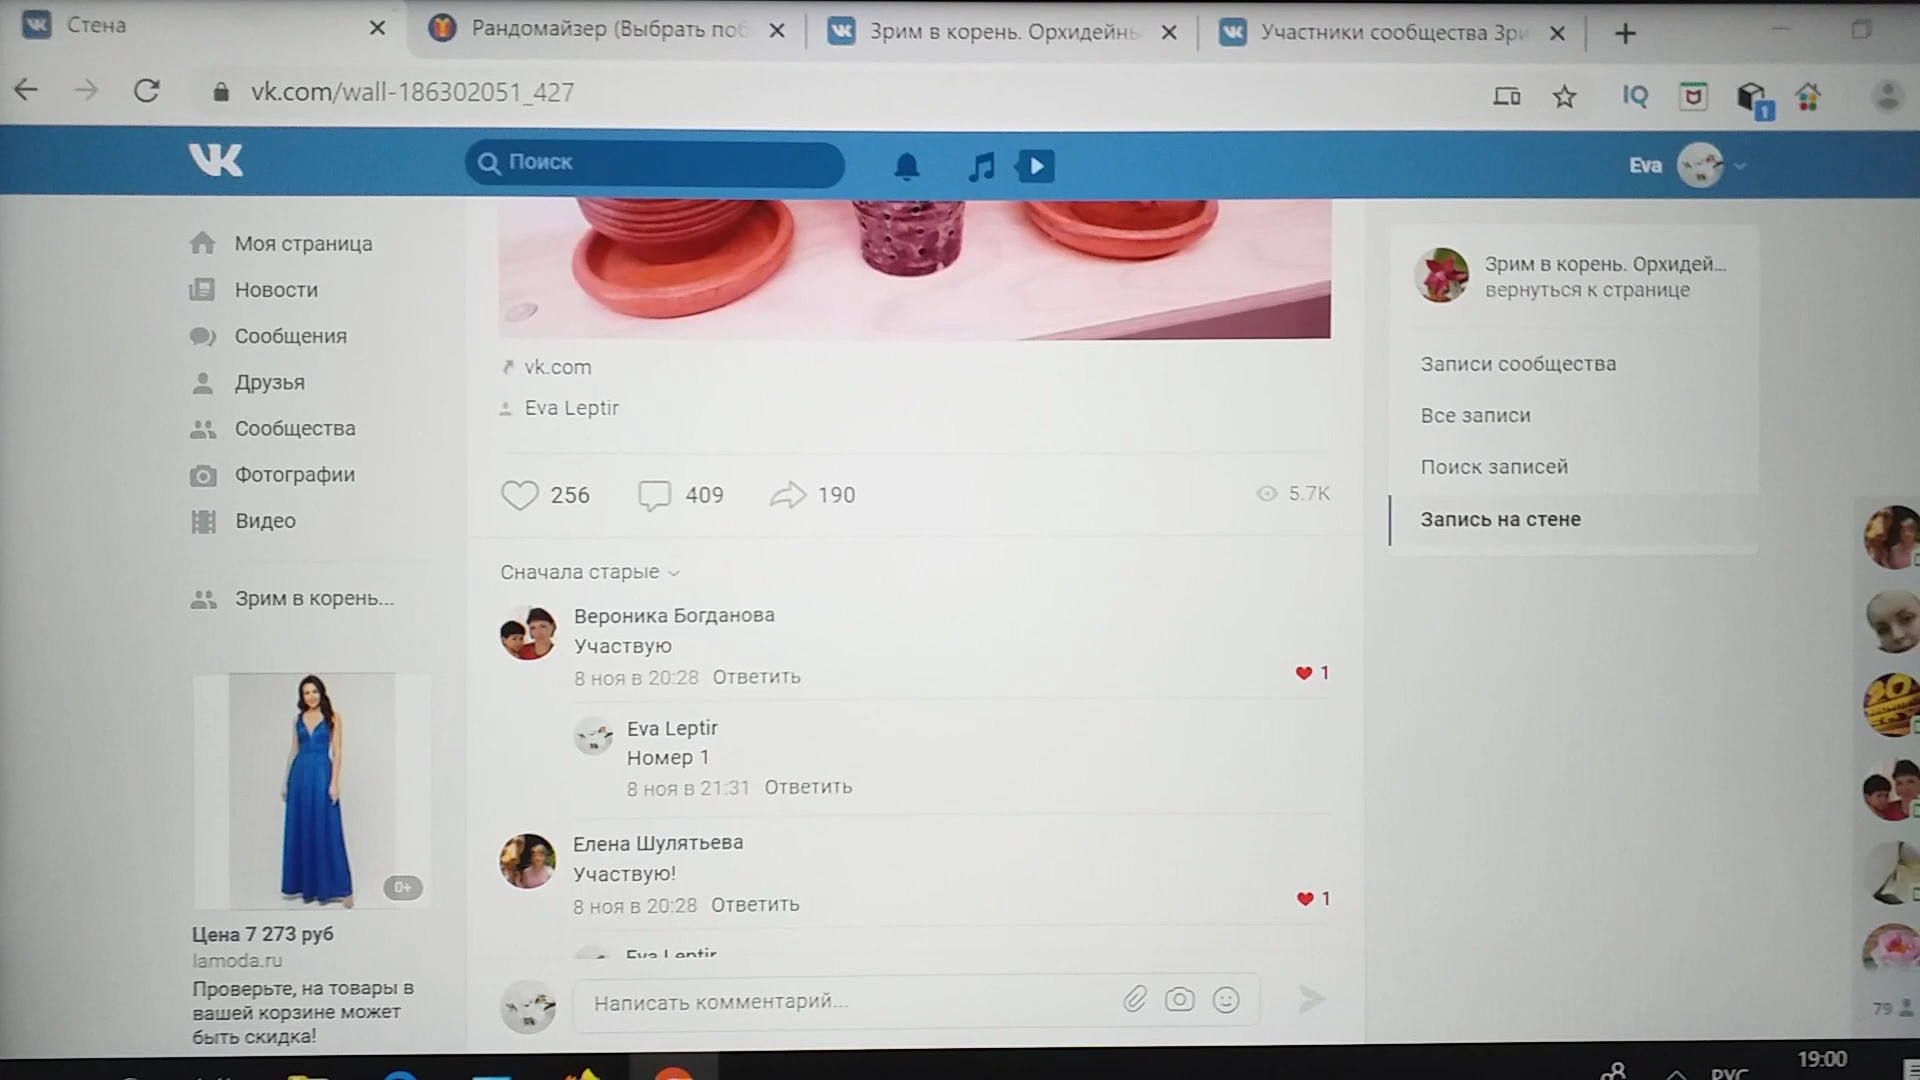 Стена
Рандомайзер (Выбрать поб
Зрим в корень. Орхидейны
Участники сообщества Зри
vk.com/wall-186302051_427
IQ
1
VK
Поиск
Eva
Моя страница
Новости
Сообщения
Друзья
Сообщества
Фотографии
Видео
Зрим в корень...
0+
Цена 7 273 руб
lamoda.ru
Проверьте, на товары в
вашей корзине может
быть скидка!
vk.com
Eva Leptir
256
409
190
5.7K
Сначала старые
Вероника Богданова
Участвую
8 ноя в 20:28 Ответить
1
Eva Leptir
Номер 1
8 ноя в 21:31 Ответить
Елена Шулятьева
Участвую!
8 ноя в 20:28 Ответить
1
Eva Leptir
Написать комментарий...
Зрим в корень. Орхидей...
вернуться к странице
Записи сообщества
Все записи
Поиск записей
Запись на стене
79
РУС
19:00